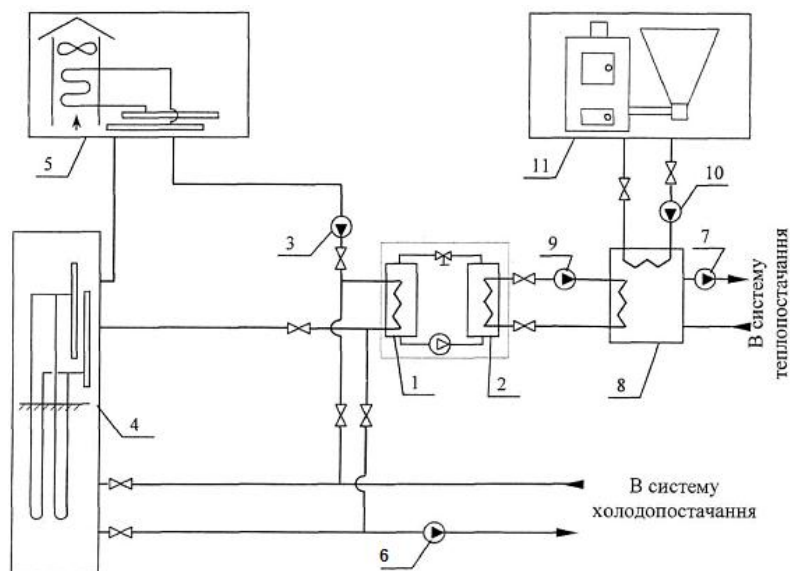 5
11
10
3
9
7
В систему
теплопостачання
1
2
8
4
В систему
холодопостачання
6